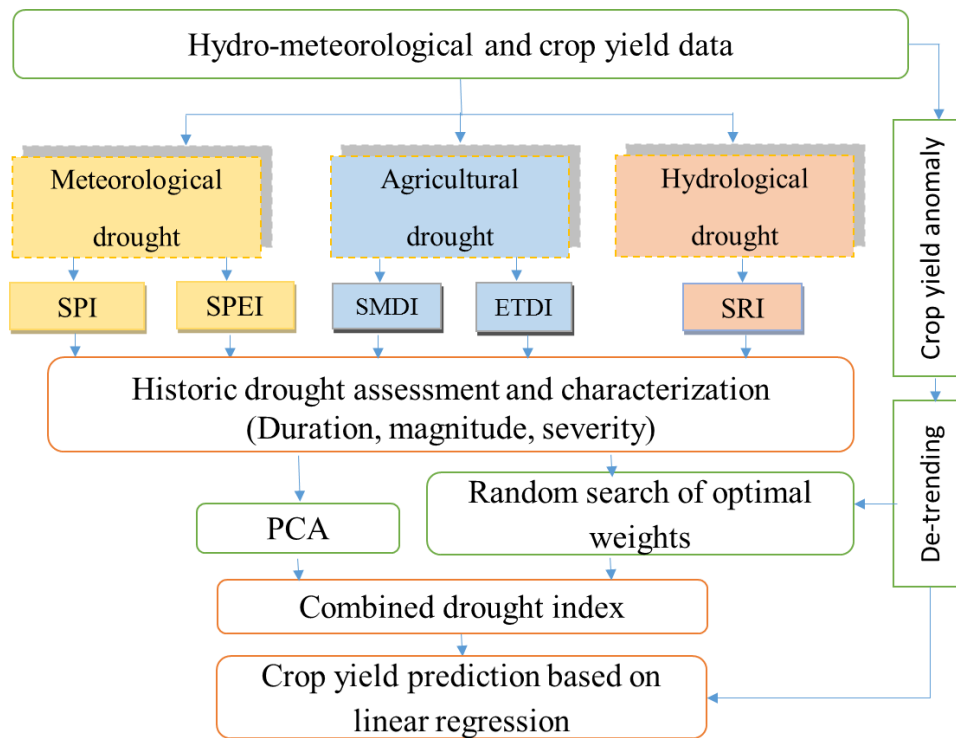 Hydro-meteorological and crop yield data
Meteorological
drought
Agricultural
drought
Hydrological
drought
Crop yield anomaly
SPI
SPEI
SMDI
ETDI
SRI
Historic drought assessment and characterization
(Duration, magnitude, severity)
De-trending
PCA
Random search of optimal
weights
Combined drought index
Crop yield prediction based on
linear regression